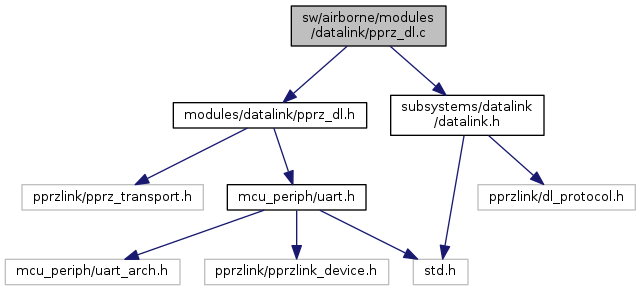 sw/airborne/modules
/datalink/pprz_dl.c
modules/datalink/pprz_dl.h
subsystems/datalink
/datalink.h
pprzlink/pprz_transport.h
mcu_periph/uart.h
pprzlink/dl_protocol.h
mcu_periph/uart_arch.h
pprzlink/pprzlink_device.h
std.h